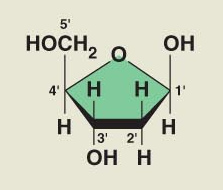 5'
HOCH₂ O OH
4' H H 1'
H 3' 2' H
OH H